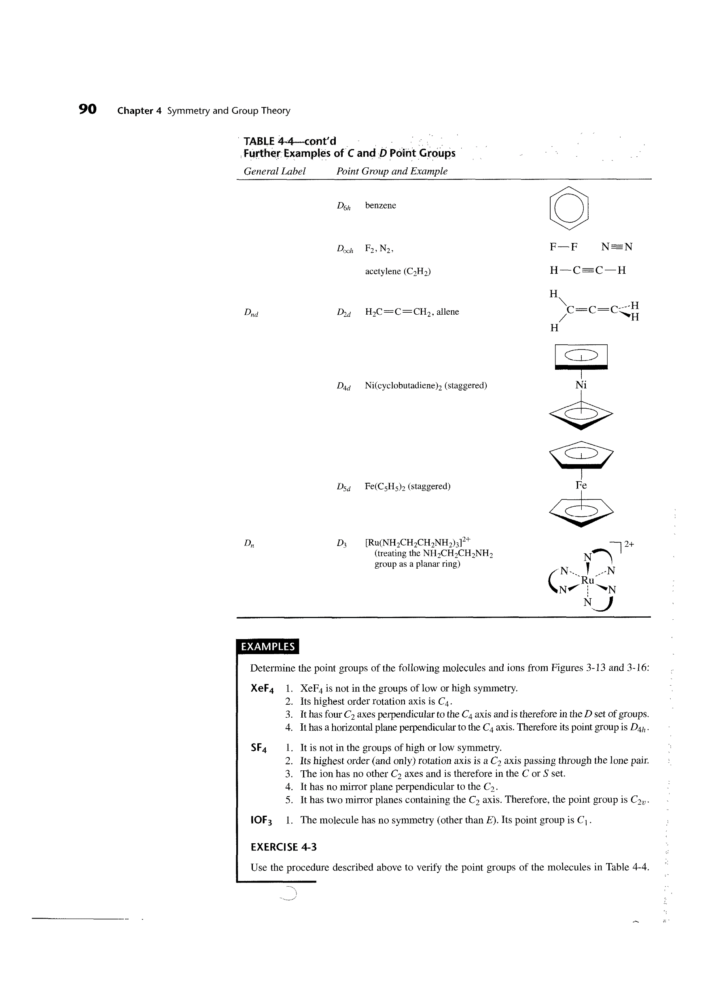 90 Chapter 4 Symmetry and Group Theory
TABLE 4-4—cont'd
Further Examples of C and D Point Groups
General Label Point Group and Example
D6h benzene
D∞h F2, N2, F—F N≡N
acetylene (C2H2) H—C≡C—H
H
Dnd D2d H2C=C=CH2, allene C=C=C H
H
H
D4d Ni(cyclobutadiene)2 (staggered) Ni
D5d Fe(C5H5)2 (staggered) Fe
Dn D3 [Ru(NH2CH2CH2NH2)3]2+ 2+
(treating the NH2CH2CH2NH2 N
group as a planar ring)
N N
Ru
N N
N
EXAMPLES
Determine the point groups of the following molecules and ions from Figures 3-13 and 3-16:
XeF4 1. XeF4 is not in the groups of low or high symmetry.
2. Its highest order rotation axis is C4.
3. It has four C2 axes perpendicular to the C4 axis and is therefore in the D set of groups.
4. It has a horizontal plane perpendicular to the C4 axis. Therefore its point group is D4h.
SF4 1. It is not in the groups of high or low symmetry.
2. Its highest order (and only) rotation axis is a C2 axis passing through the lone pair.
3. The ion has no other C2 axes and is therefore in the C or S set.
4. It has no mirror plane perpendicular to the C2.
5. It has two mirror planes containing the C2 axis. Therefore, the point group is C2v.
IOF3 1. The molecule has no symmetry (other than E). Its point group is C1.
EXERCISE 4-3
Use the procedure described above to verify the point groups of the molecules in Table 4-4.